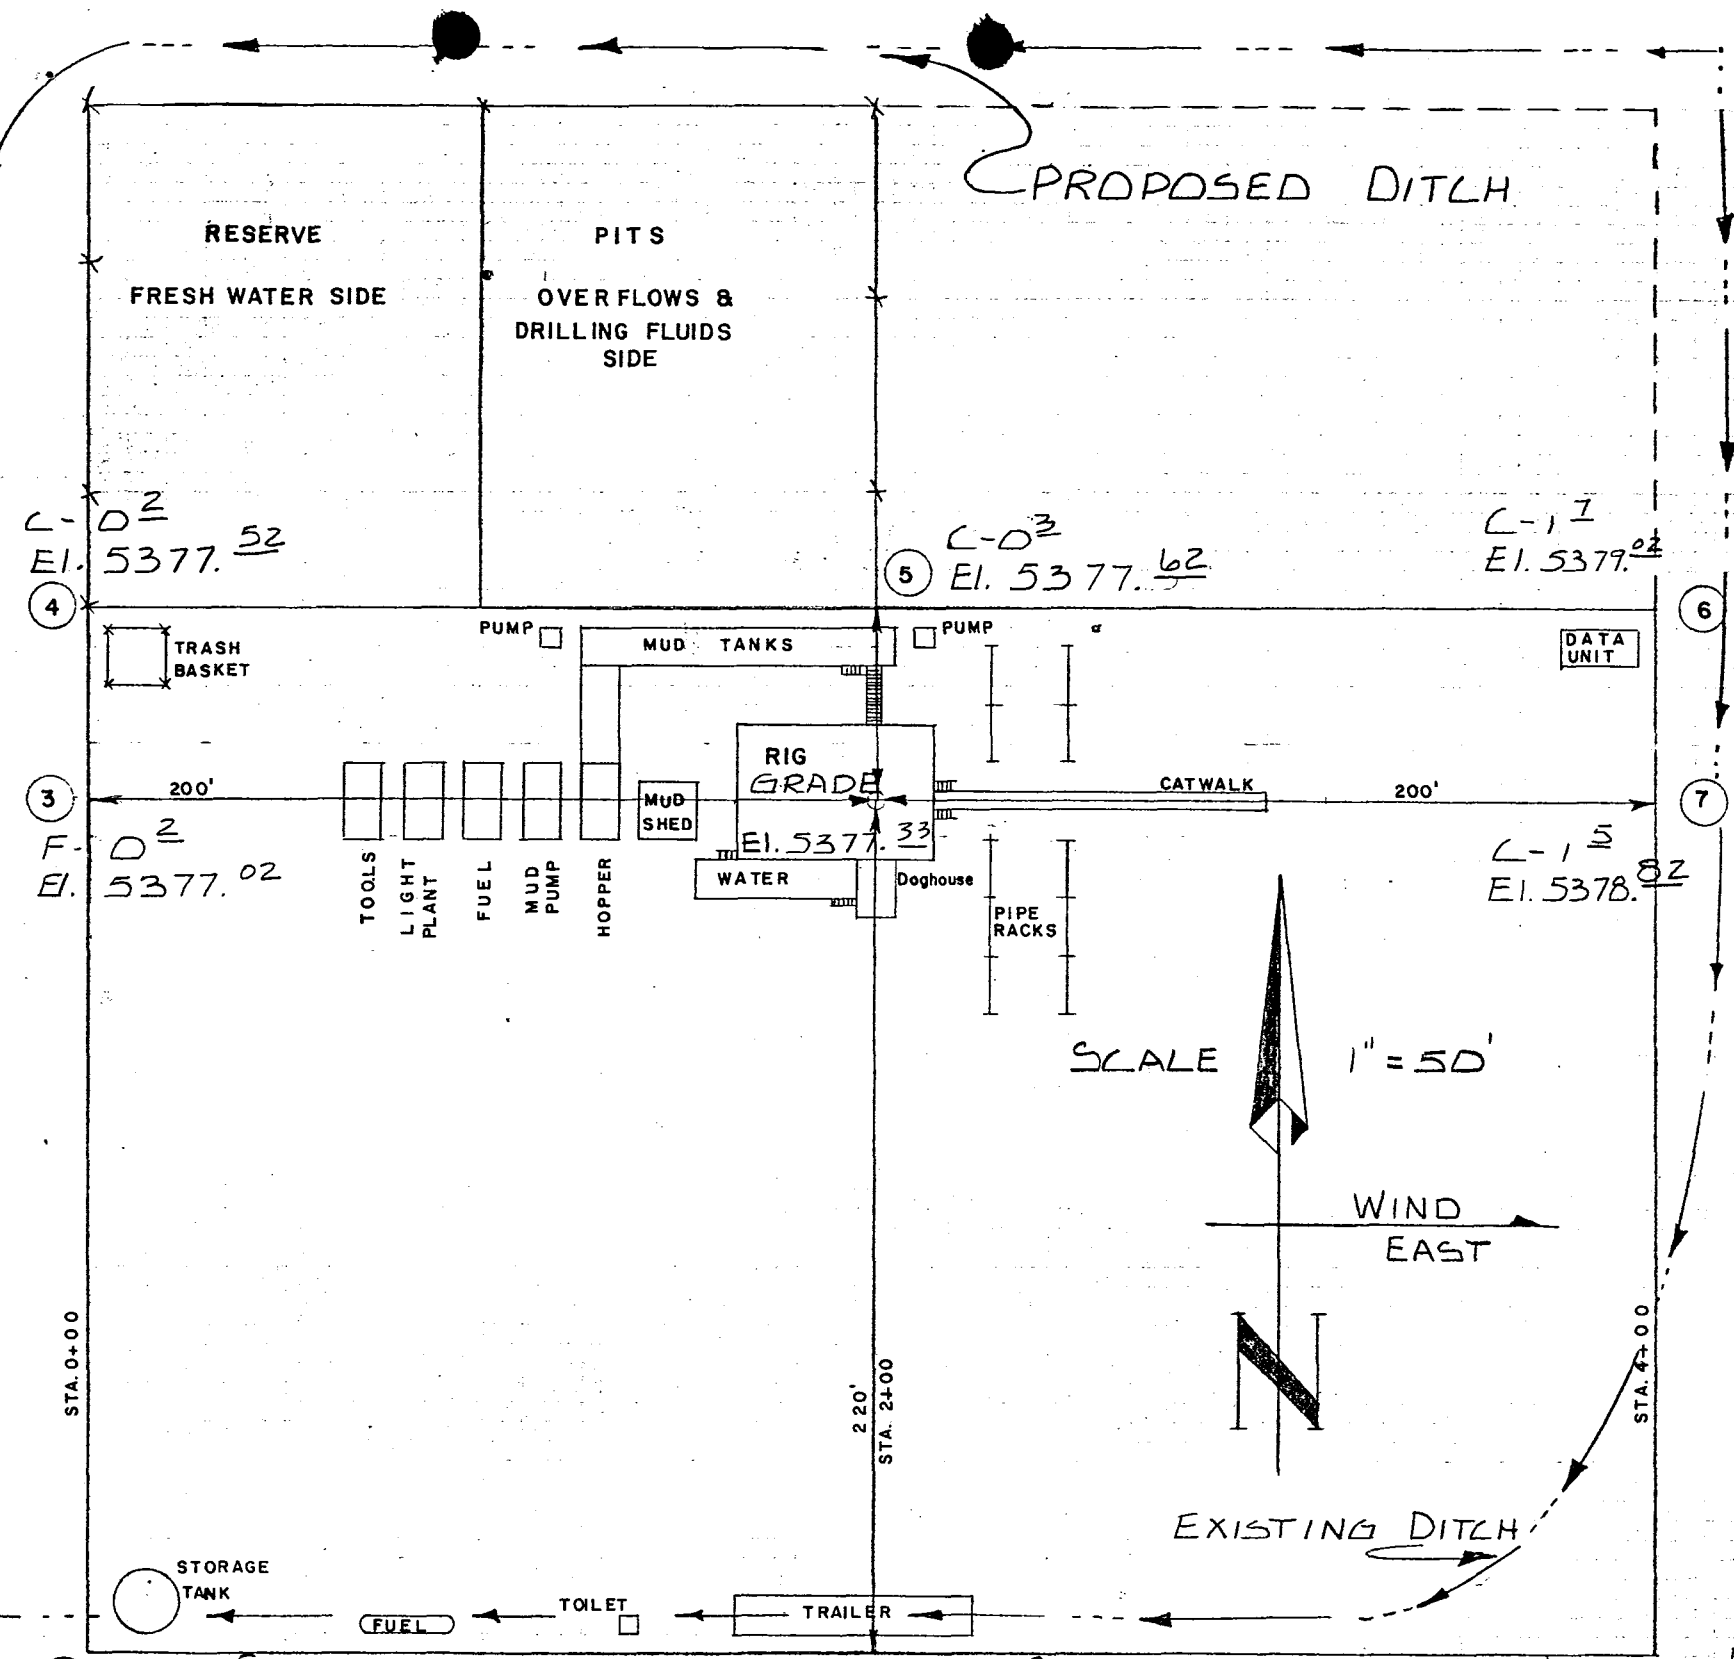 PROPOSED DITCH
RESERVE
PITS
FRESH WATER SIDE
OVERFLOWS &
DRILLING FLUIDS
SIDE
C-0 2
El. 5377. 52
4
5
C-0 3
El. 5377. 62
C-1 7
El. 5379. 02
6
TRASH
BASKET
PUMP
MUD TANKS
PUMP
DATA
UNIT
3
200'
RIG
GRADE
El. 5377. 33
MUD
SHED
CATWALK
200'
7
F-0 2
El. 5377. 02
TOOLS
LIGHT
PLANT
FUEL
MUD
PUMP
HOPPER
WATER
Doghouse
PIPE
RACKS
C-1 5
El. 5378. 82
SCALE 1" = 50'
WIND
EAST
N
STA. 0+00
220'
STA. 2+00
STA. 4+00
EXISTING DITCH
STORAGE
TANK
FUEL
TOILET
TRAILER